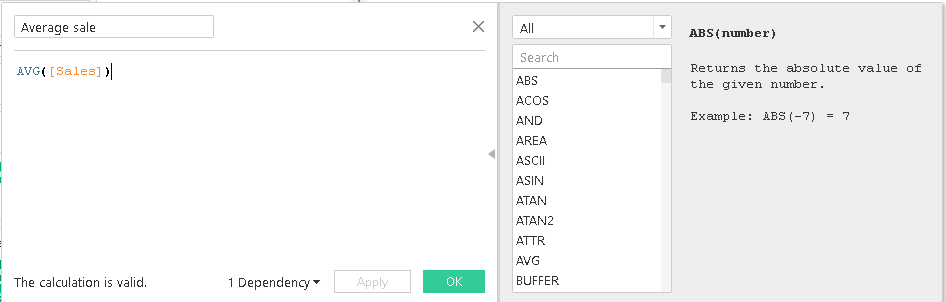 Average sale
AVG([Sales])
The calculation is valid.
1 Dependency
Apply
OK
All
Search
ABS
ACOS
AND
AREA
ASCII
ASIN
ATAN
ATAN2
ATTR
AVG
BUFFER
ABS(number)
Returns the absolute value of
the given number.
Example: ABS(-7) = 7